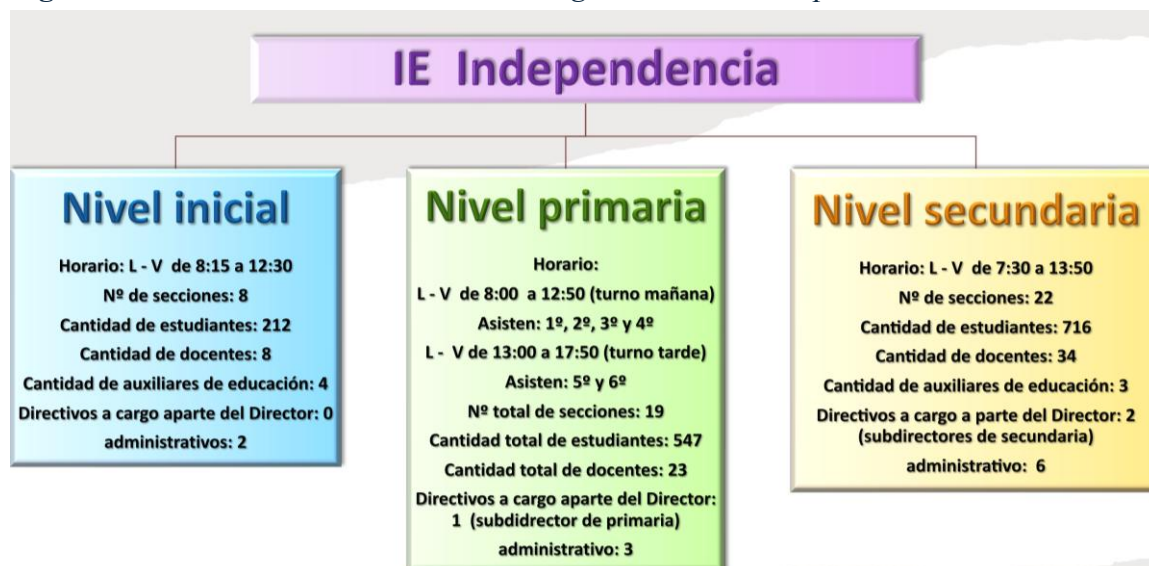 IE Independencia
Nivel inicial
Horario: L - V de 8:15 a 12:30
Nº de secciones: 8
Cantidad de estudiantes: 212
Cantidad de docentes: 8
Cantidad de auxiliares de educación: 4
Directivos a cargo aparte del Director: 0
administrativos: 2
Nivel primaria
Horario:
L - V de 8:00 a 12:50 (turno mañana)
Asisten: 1º, 2º, 3º y 4º
L - V de 13:00 a 17:50 (turno tarde)
Asisten: 5º y 6º
Nº total de secciones: 19
Cantidad total de estudiantes: 547
Cantidad total de docentes: 23
Directivos a cargo aparte del Director:
1 (subdidrector de primaria)
administrativo: 3
Nivel secundaria
Horario: L - V de 7:30 a 13:50
Nº de secciones: 22
Cantidad de estudiantes: 716
Cantidad de docentes: 34
Cantidad de auxiliares de educación: 3
Directivos a cargo a parte del Director: 2
(subdirectores de secundaria)
administrativo: 6